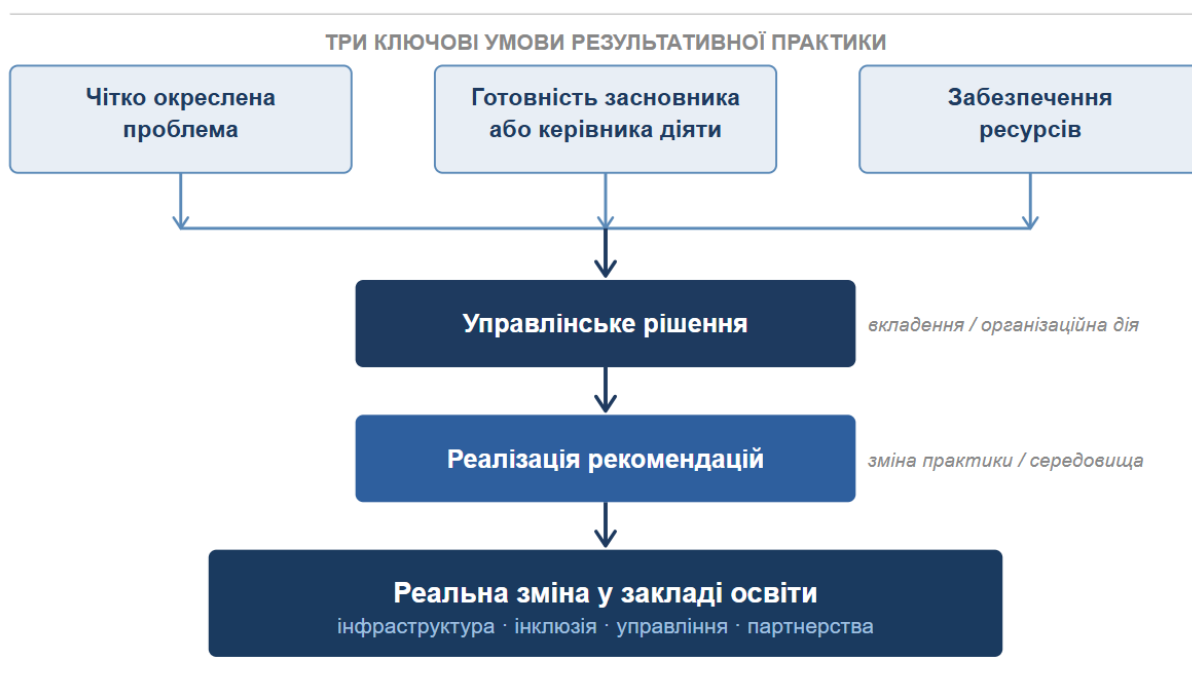 ТРИ КЛЮЧОВІ УМОВИ РЕЗУЛЬТАТИВНОЇ ПРАКТИКИ
Чітко окреслена
проблема
Готовність засновника
або керівника діяти
Забезпечення
ресурсів
Управлінське рішення
вкладення / організаційна дія
Реалізація рекомендацій
зміна практики / середовища
Реальна зміна у закладі освіти
інфраструктура · інклюзія · управління · партнерства